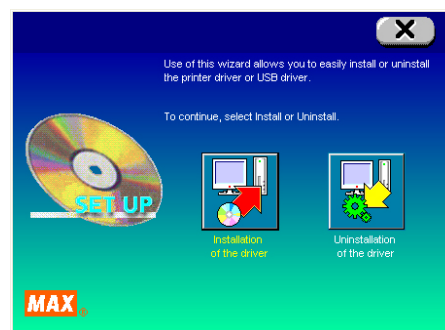 X
Use of this wizard allows you to easily install or uninstall
the printer driver or USB driver.
To continue, select Install or Uninstall.
SET UP
Installation
of the driver
Uninstallation
of the driver
MAX ®